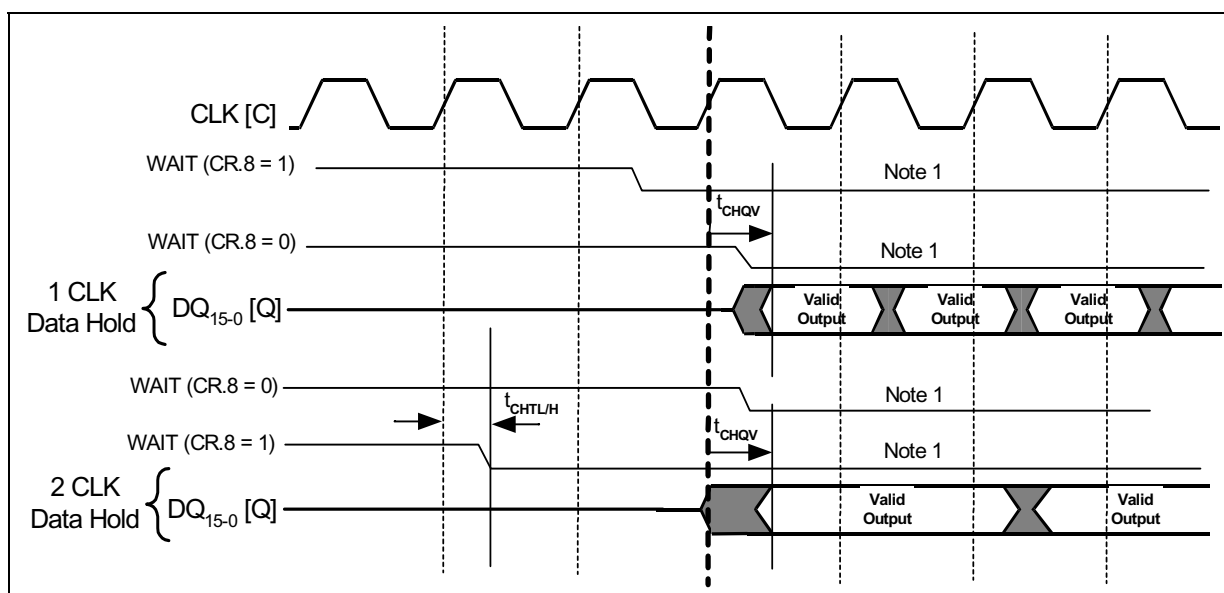 CLK [C]
WAIT (CR.8 = 1)
Note 1
tCHQV
WAIT (CR.8 = 0)
Note 1
1 CLK
Data Hold
DQ15-0 [Q]
Valid
Output
Valid
Output
Valid
Output
WAIT (CR.8 = 0)
Note 1
tCHTL/H
tCHQV
WAIT (CR.8 = 1)
Note 1
2 CLK
Data Hold
DQ15-0 [Q]
Valid
Output
Valid
Output